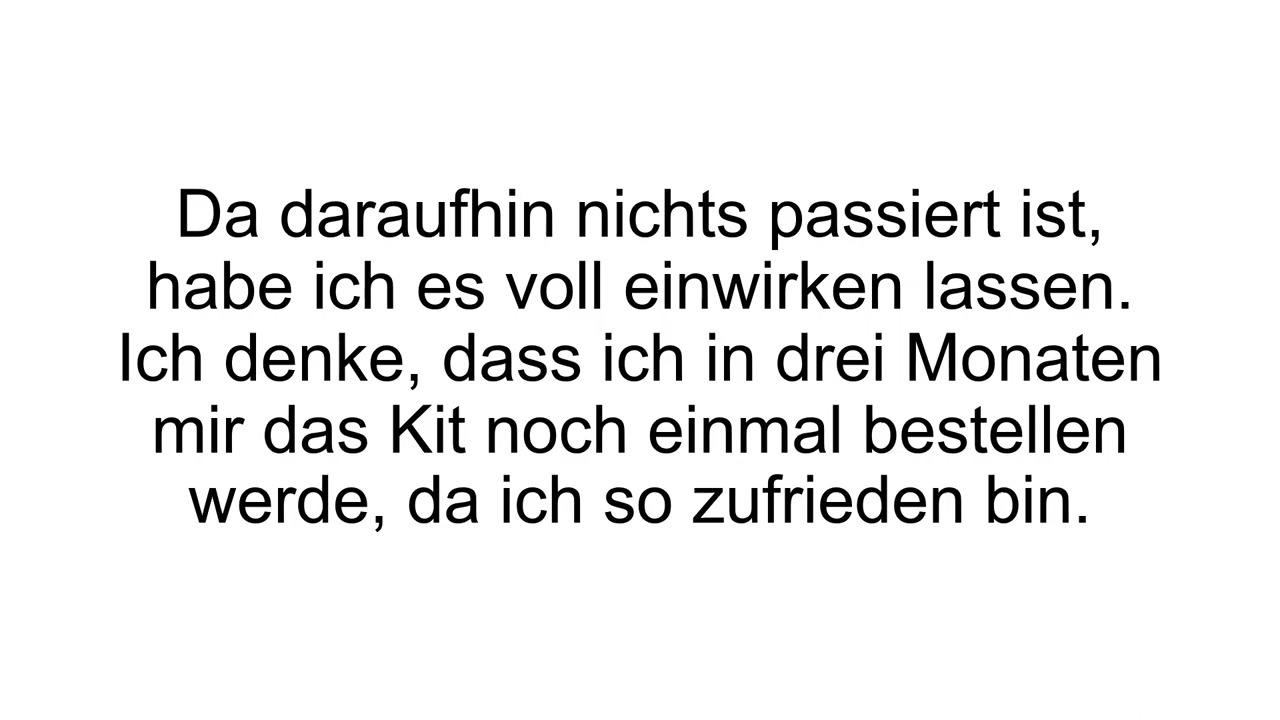 Da daraufhin nichts passiert ist,
habe ich es voll einwirken lassen.
Ich denke, dass ich in drei Monaten
mir das Kit noch einmal bestellen
werde, da ich so zufrieden bin.